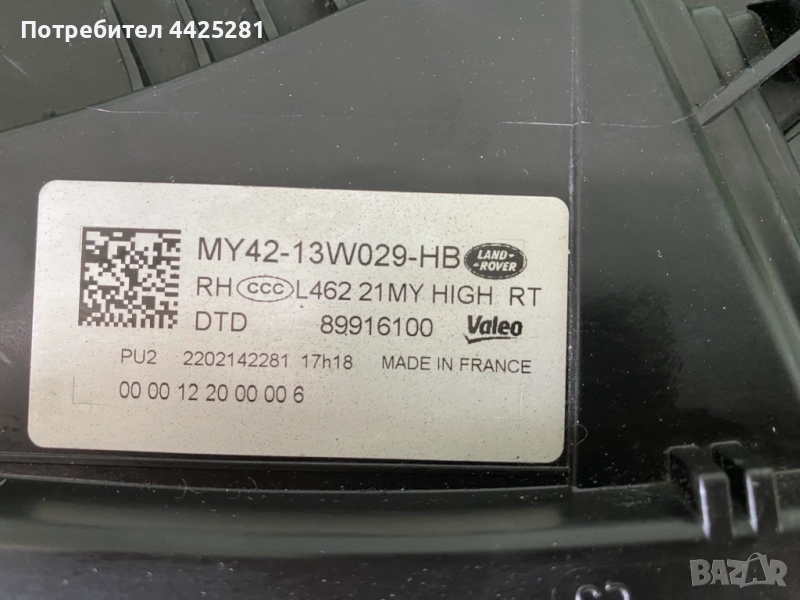 Потребител 4425281
MY42-13W029-HB LAND-ROVER
RH CCC L462 21MY HIGH RT
DTD 89916100 Valeo
PU2 2202142281 17h18 MADE IN FRANCE
00 00 12 20 00 00 6
BAZAR